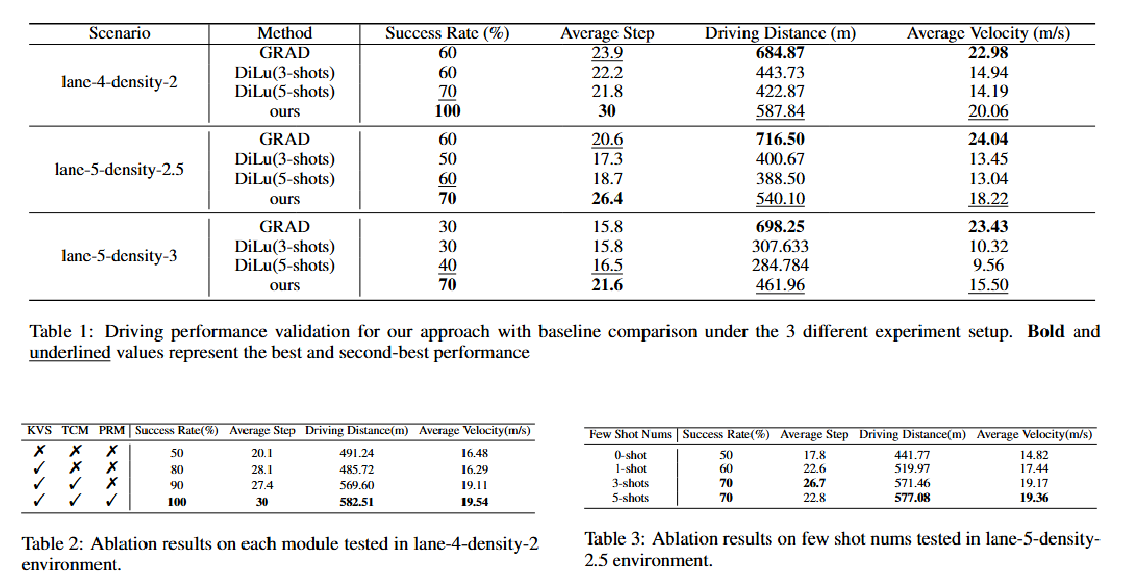 Scenario Method Success Rate (%) Average Step Driving Distance (m) Average Velocity (m/s)
lane-4-density-2
GRAD 60 23.9 684.87 22.98
DiLu(3-shots) 60 22.2 443.73 14.94
DiLu(5-shots) 70 21.8 422.87 14.19
ours 100 30 587.84 20.06
lane-5-density-2.5
GRAD 60 20.6 716.50 24.04
DiLu(3-shots) 50 17.3 400.67 13.45
DiLu(5-shots) 60 18.7 388.50 13.04
ours 70 26.4 540.10 18.22
lane-5-density-3
GRAD 30 15.8 698.25 23.43
DiLu(3-shots) 30 15.8 307.633 10.32
DiLu(5-shots) 40 16.5 284.784 9.56
ours 70 21.6 461.96 15.50
Table 1: Driving performance validation for our approach with baseline comparison under the 3 different experiment setup. Bold and
underlined values represent the best and second-best performance
KVS TCM PRM Success Rate(%) Average Step Driving Distance(m) Average Velocity(m/s)
✗ ✗ ✗ 50 20.1 491.24 16.48
✓ ✗ ✗ 80 28.1 485.72 16.29
✓ ✓ ✗ 90 27.4 569.60 19.11
✓ ✓ ✓ 100 30 582.51 19.54
Table 2: Ablation results on each module tested in lane-4-density-2
environment.
Few Shot Nums Success Rate(%) Average Step Driving Distance(m) Average Velocity(m/s)
0-shot 50 17.8 441.77 14.82
1-shot 60 22.6 519.97 17.44
3-shots 70 26.7 571.46 19.17
5-shots 70 22.8 577.08 19.36
Table 3: Ablation results on few shot nums tested in lane-5-density-
2.5 environment.